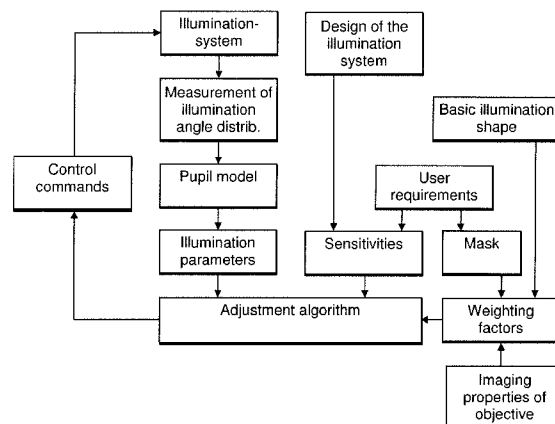 Illumination-
system
Design of the
illumination
system
Measurement of
illumination
angle distrib.
Basic illumination
shape
Control
commands
Pupil model
User
requirements
Illumination
parameters
Sensitivities
Mask
Adjustment algorithm
Weighting
factors
Imaging
properties of
objective